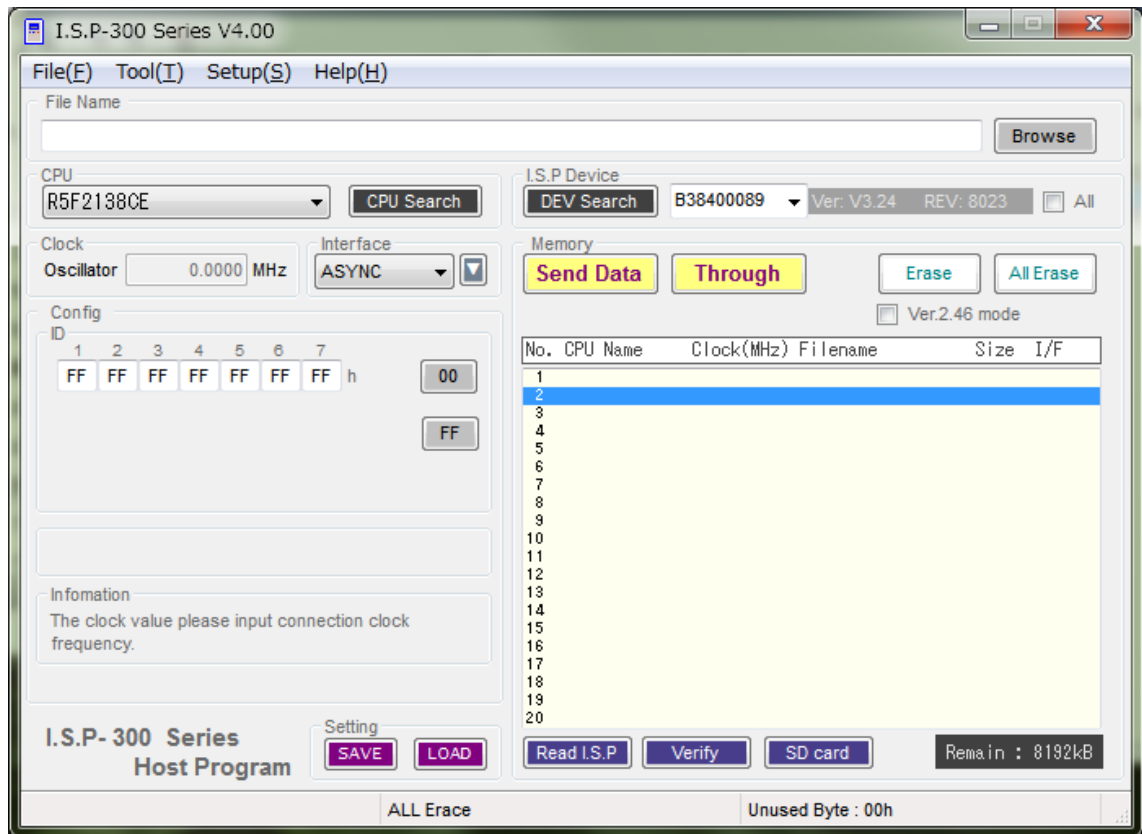 I.S.P-300 Series V4.00
File(F) Tool(T) Setup(S) Help(H)
File Name
Browse
CPU
R5F2138CE
CPU Search
I.S.P Device
DEV Search
B38400089
Ver: V3.24 REV: 8023
All
Clock
Oscillator 0.0000 MHz
Interface
ASYNC
Memory
Send Data
Through
Erase
All Erase
Ver.2.46 mode
Config
ID
1 2 3 4 5 6 7
FF FF FF FF FF FF FF h
00
FF
No. CPU Name Clock(MHz) Filename Size I/F
1
2
3
4
5
6
7
8
9
10
11
12
13
14
15
16
17
18
19
20
Infomation
The clock value please input connection clock
frequency.
I.S.P- 300 Series
Host Program
Setting
SAVE
LOAD
Read I.S.P
Verify
SD card
Remain : 8192kB
ALL Erace
Unused Byte : 00h